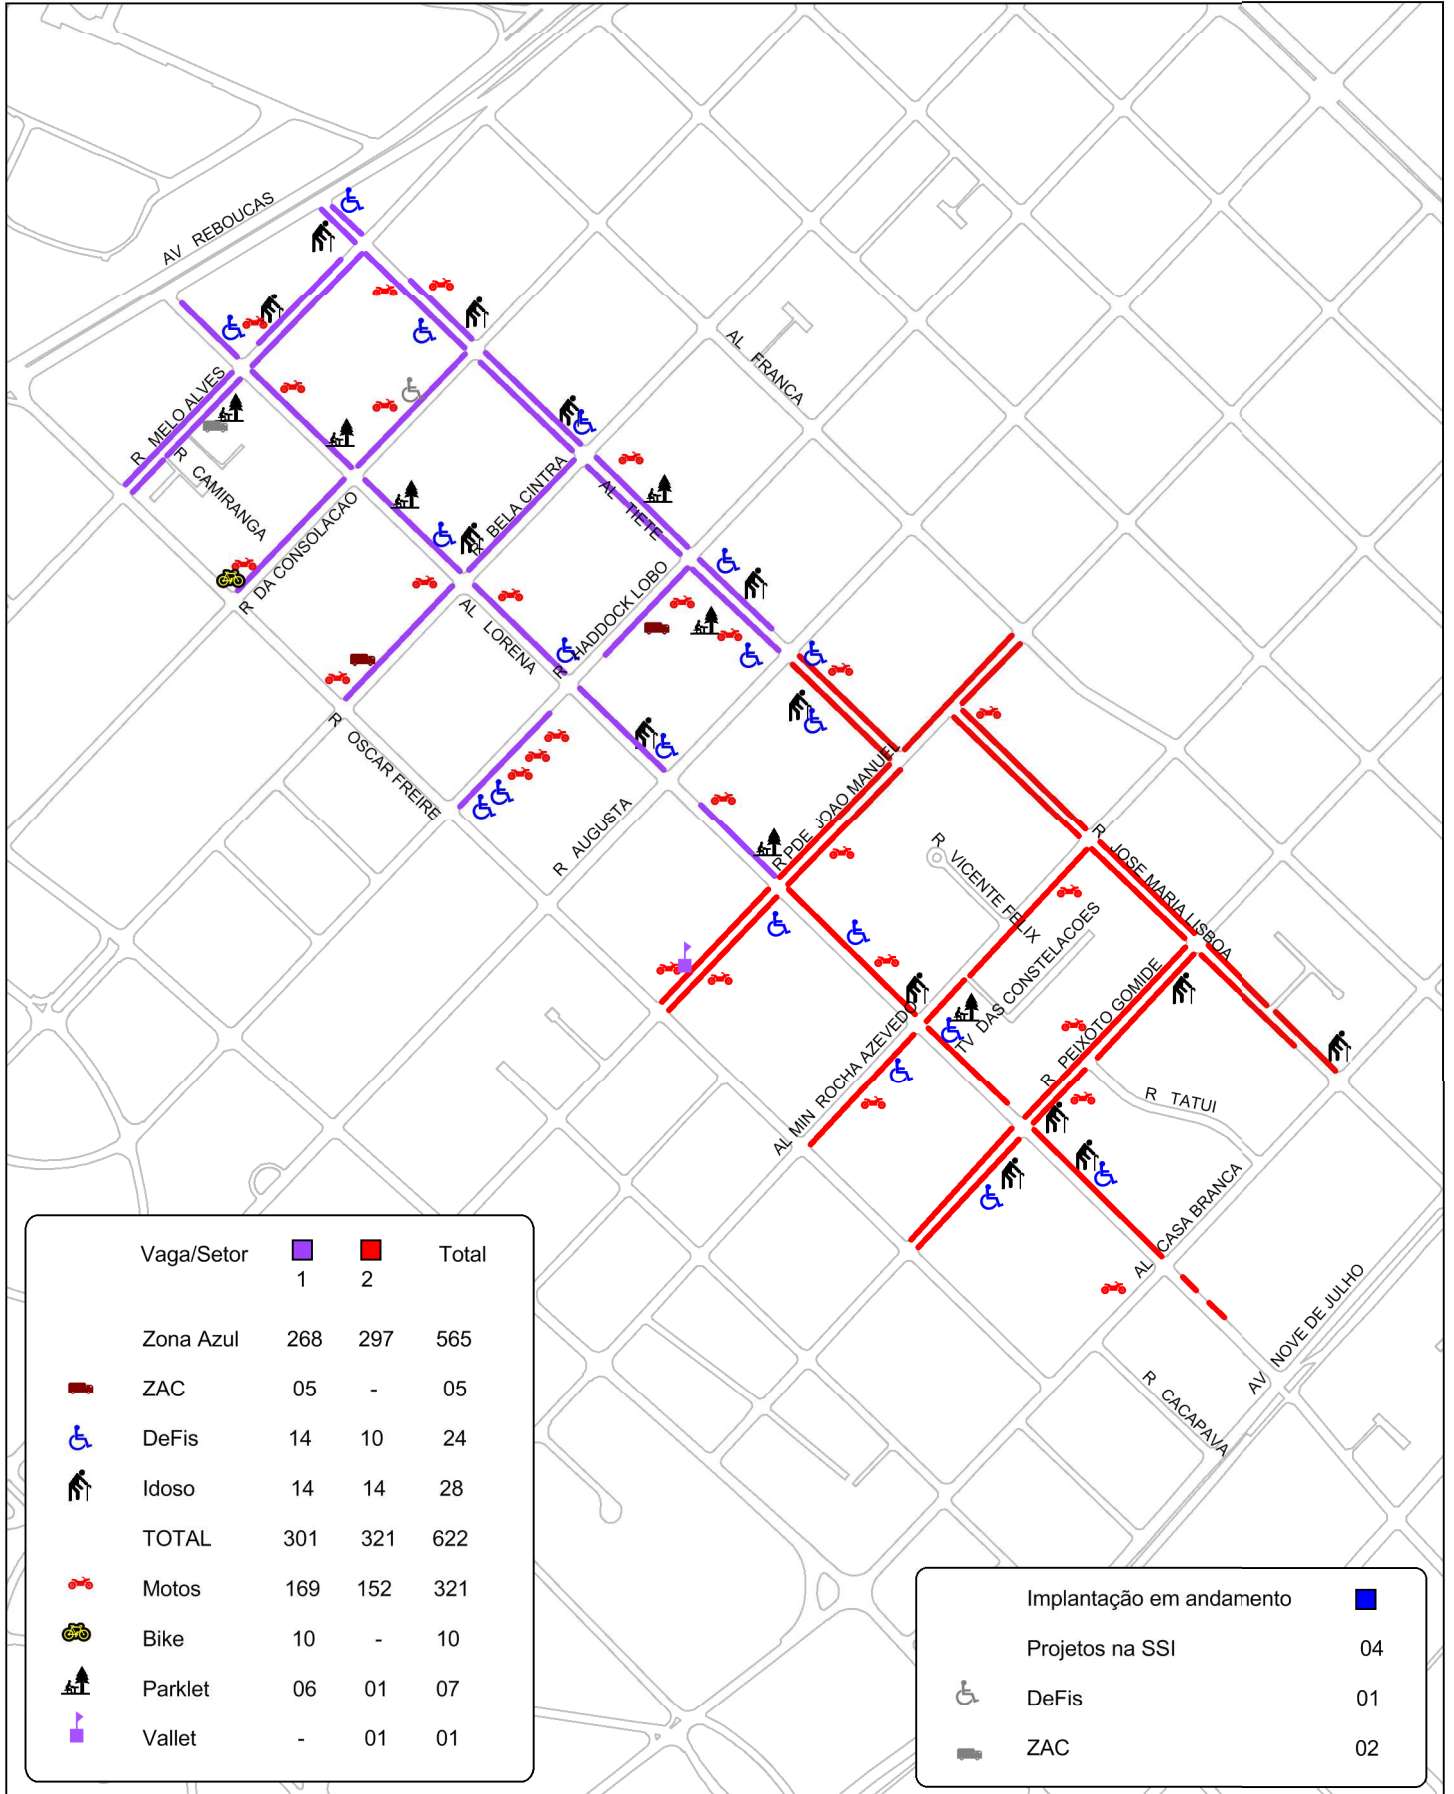 AV REBOUCAS
AL FRANCA
R MELO ALVES
R CAMIRANGA
R DA CONSOLACAO
R BELA CINTRA
AL TIETE
R HADDOCK LOBO
AL LORENA
R OSCAR FREIRE
R AUGUSTA
R PDE JOAO MANUEL
R VICENTE FELIX
R JOSE MARIA LISBOA
TV DAS CONSTELACOES
R PEIXOTO GOMIDE
AL MIN ROCHA AZEVEDO
R TATUI
AL CASA BRANCA
AV NOVE DE JULHO
R CACAPAVA
Vaga/Setor 1 2 Total
Zona Azul 268 297 565
ZAC 05 - 05
DeFis 14 10 24
Idoso 14 14 28
TOTAL 301 321 622
Motos 169 152 321
Bike 10 - 10
Parklet 06 01 07
Vallet - 01 01
Implantação em andamento
Projetos na SSI 04
DeFis 01
ZAC 02